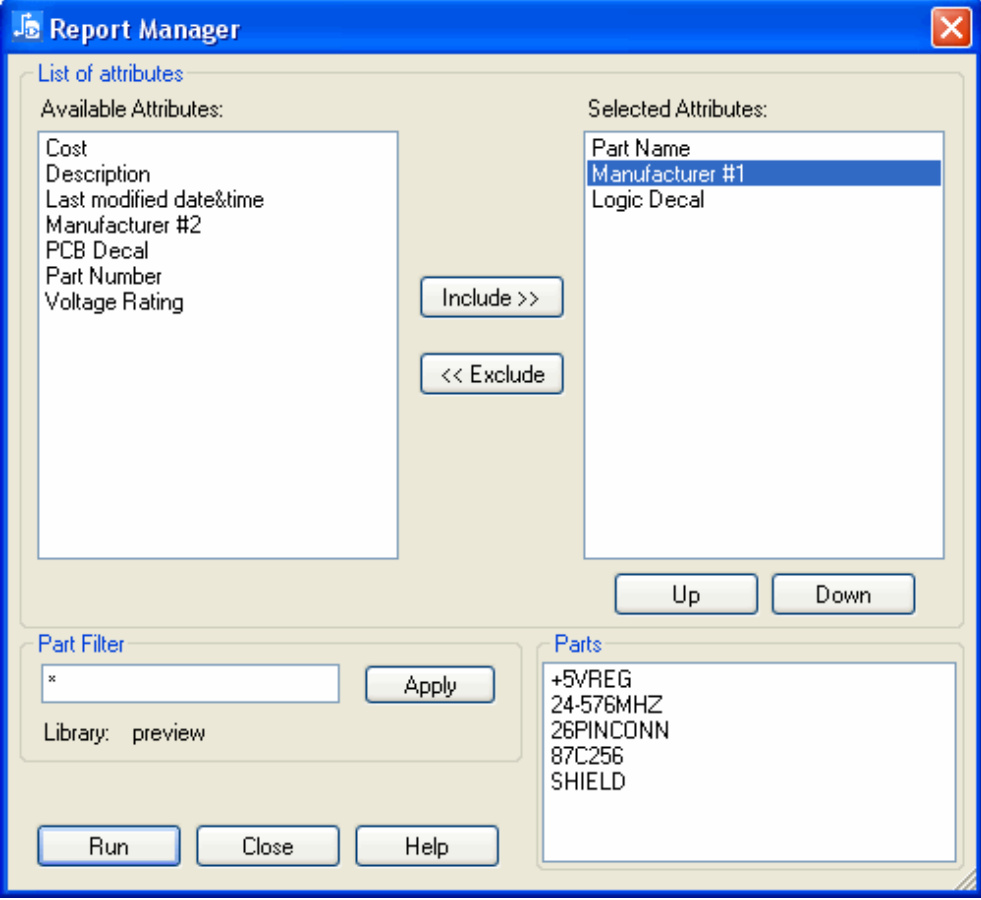 Report Manager
List of attributes
Available Attributes:
Cost
Description
Last modified date&time
Manufacturer #2
PCB Decal
Part Number
Voltage Rating
Include >>
<< Exclude
Selected Attributes:
Part Name
Manufacturer #1
Logic Decal
Up Down
Part Filter
*
Apply
Library: preview
Parts
+5VREG
24-576MHZ
26PINCONN
87C256
SHIELD
Run Close Help